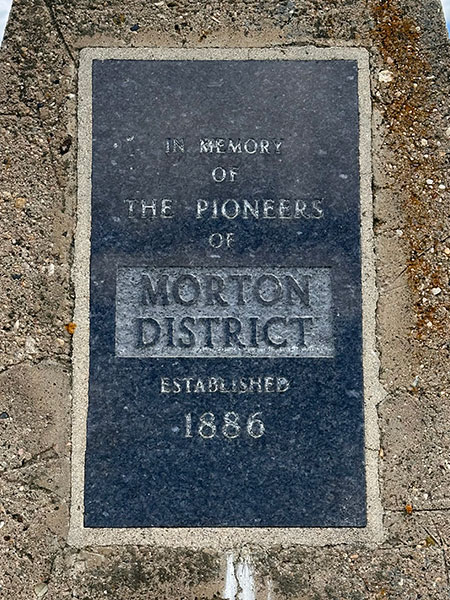 IN MEMORY
OF
THE PIONEERS
OF
MORTON
DISTRICT
ESTABLISHED
1886